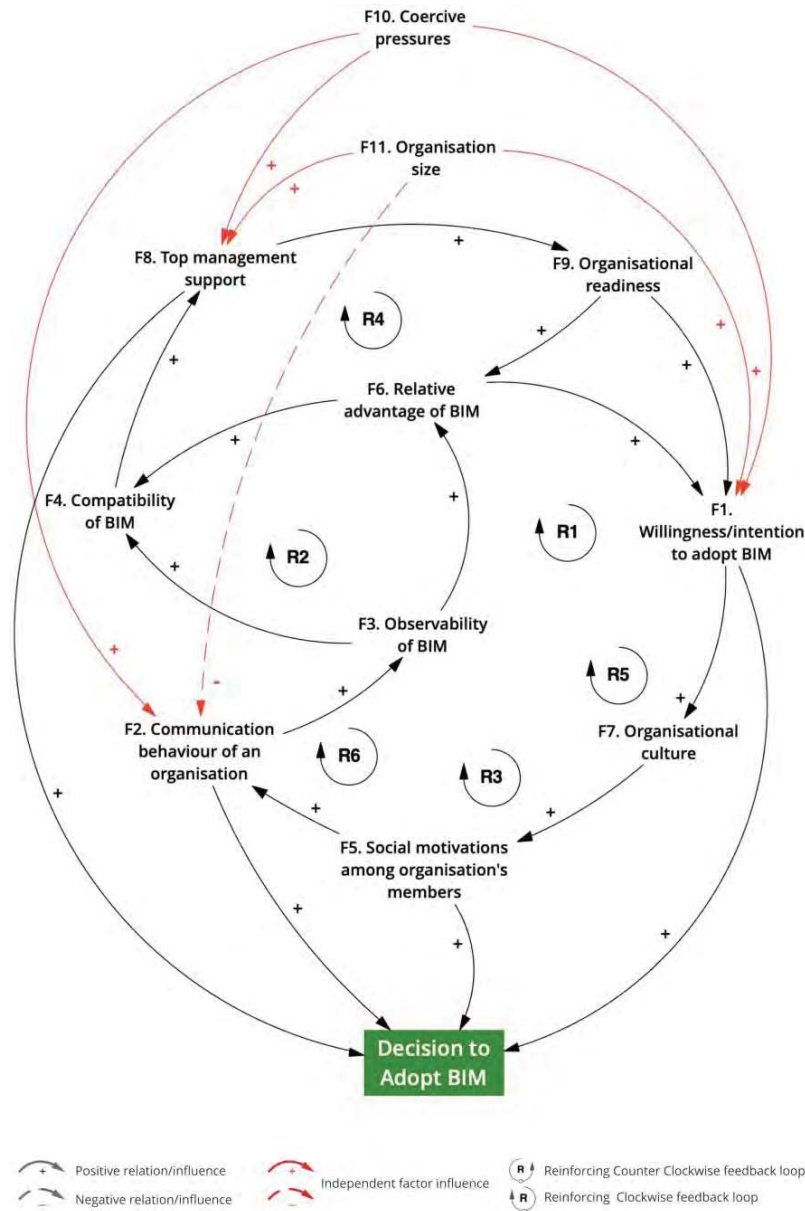 F10. Coercive
pressures
F11. Organisation
size
+
+
F8. Top management
support
+
F9. Organisational
readiness
R4
+
+
+
+
+
F6. Relative
advantage of BIM
+
+
+
F4. Compatibility
of BIM
F1.
Willingness/intention
to adopt BIM
R1
R2
+
F3. Observability
of BIM
+
R5
-
+
+
F2. Communication
behaviour of an
organisation
F7. Organisational
culture
R6
R3
+
+
+
F5. Social motivations
among organisation's
members
+
+
+
Decision to
Adopt BIM
+ Positive relation/influence
– Negative relation/influence
+
–
Independent factor influence
R Reinforcing Counter Clockwise feedback loop
R Reinforcing Clockwise feedback loop